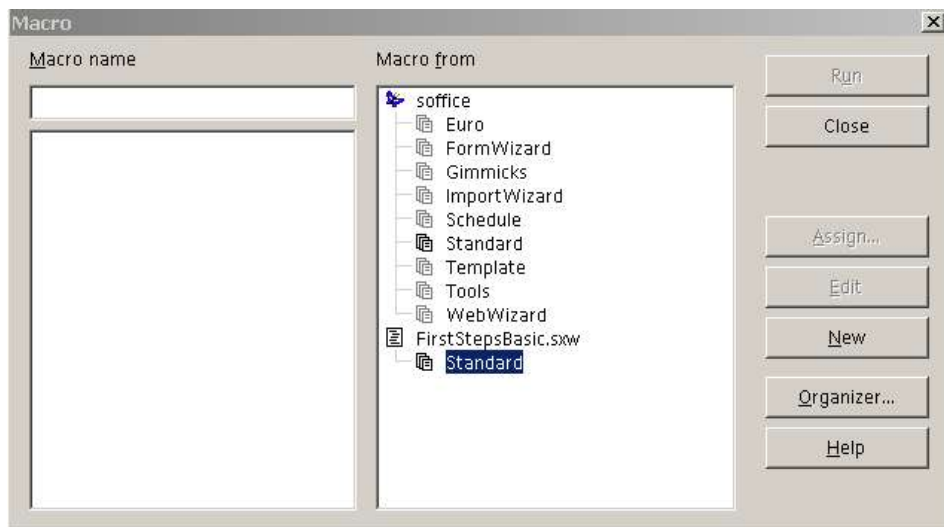 Macro
Macro name
Macro from
soffice
Euro
FormWizard
Gimmicks
ImportWizard
Schedule
Standard
Template
Tools
WebWizard
FirstStepsBasic.sxw
Standard
Run
Close
Assign...
Edit
New
Organizer...
Help